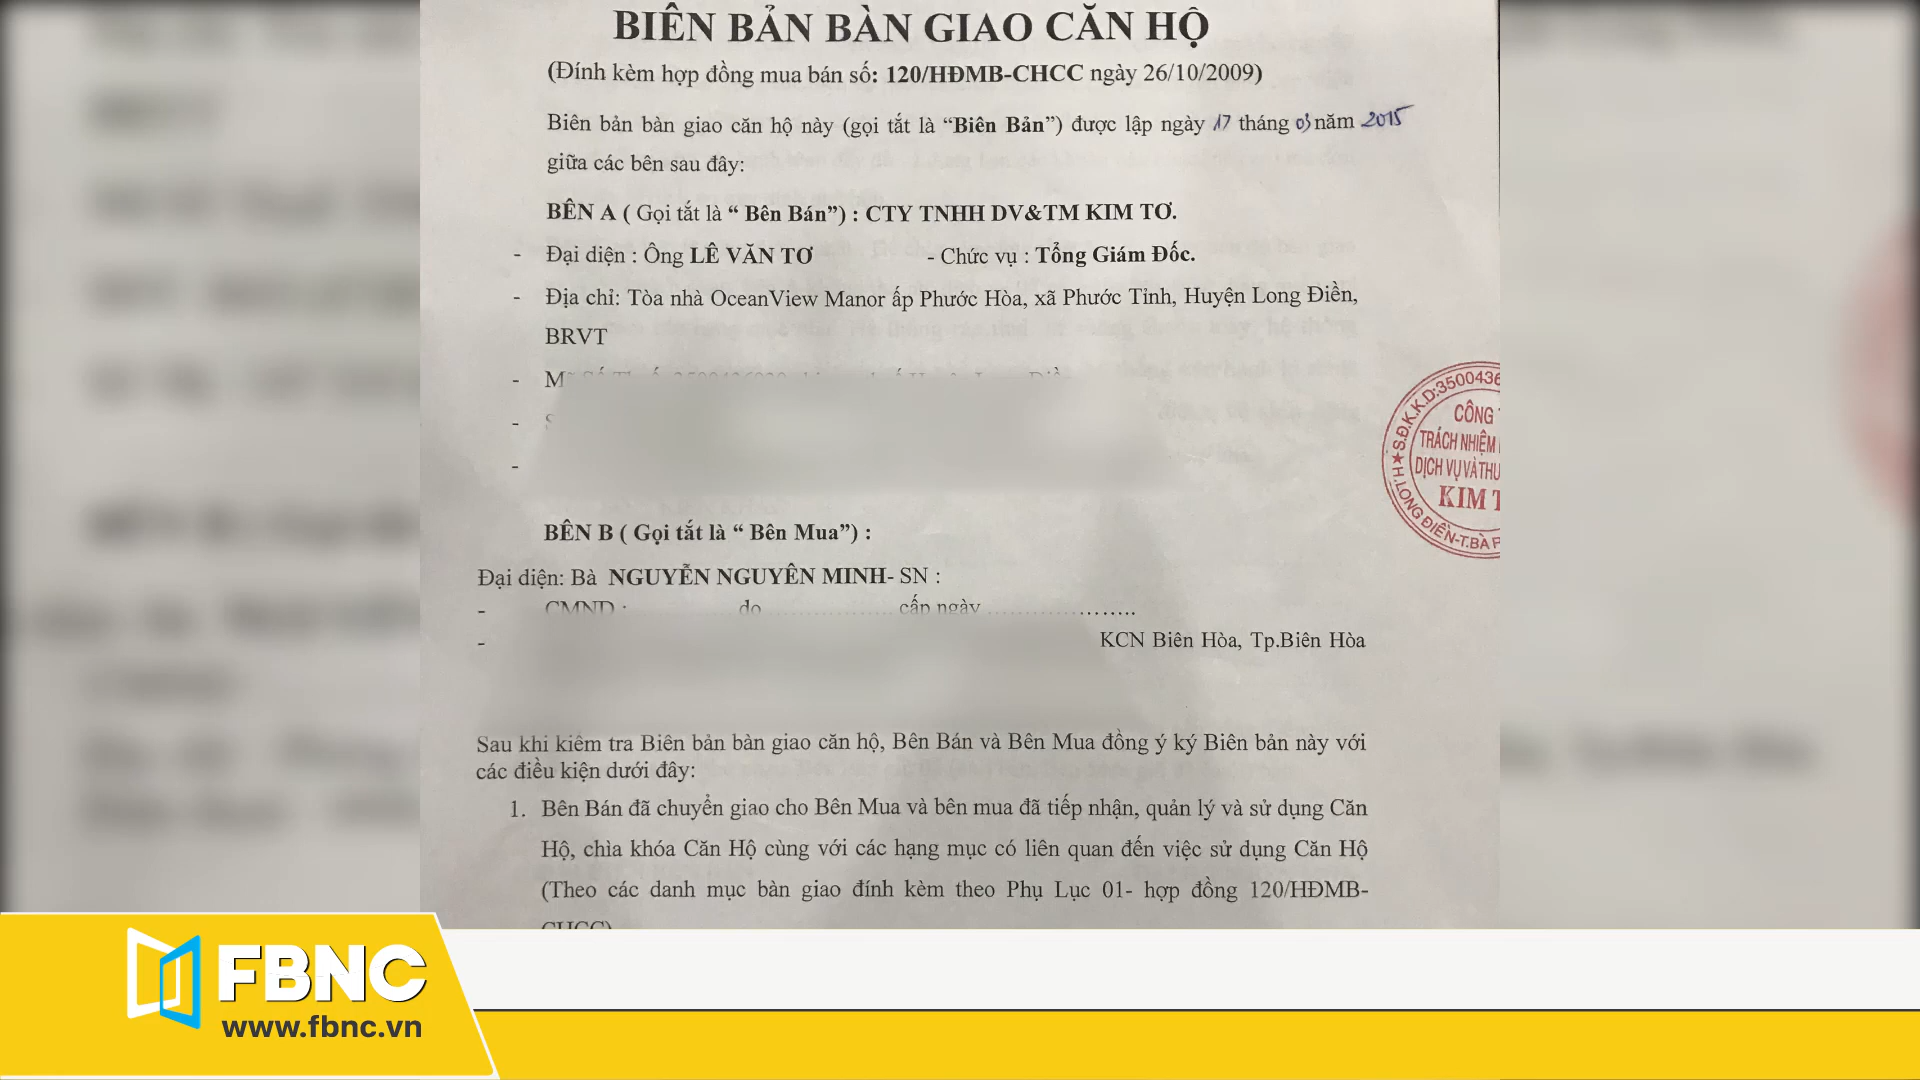 BIÊN BẢN BÀN GIAO CĂN HỘ
(Đính kèm hợp đồng mua bán số: 120/HĐMB-CHCC ngày 26/10/2009)
Biên bản bàn giao căn hộ này (gọi tắt là “Biên Bản”) được lập ngày 17 tháng 03 năm 2015
giữa các bên sau đây:
BÊN A ( Gọi tắt là “ Bên Bán”) : CTY TNHH DV&TM KIM TƠ.
- Đại diện : Ông LÊ VĂN TƠ - Chức vụ : Tổng Giám Đốc.
- Địa chỉ: Tòa nhà OceanView Manor ấp Phước Hòa, xã Phước Tỉnh, Huyện Long Điền,
BRVT
S.Đ.K.K.D:3500436
CÔNG
TRÁCH NHIỆM
DỊCH VỤ VÀ THƯ
KIM T
H.LONG ĐIỀN-T.BÀ
BÊN B ( Gọi tắt là “ Bên Mua”) :
Đại diện: Bà NGUYỄN NGUYÊN MINH- SN :
- CMND : do cấp ngày
- KCN Biên Hòa, Tp.Biên Hòa
Sau khi kiểm tra Biên bản bàn giao căn hộ, Bên Bán và Bên Mua đồng ý ký Biên bản này với
các điều kiện dưới đây:
1. Bên Bán đã chuyển giao cho Bên Mua và bên mua đã tiếp nhận, quản lý và sử dụng Căn
Hộ, chìa khóa Căn Hộ cùng với các hạng mục có liên quan đến việc sử dụng Căn Hộ
(Theo các danh mục bàn giao đính kèm theo Phụ Lục 01- hợp đồng 120/HĐMB-
CHCC)
FBNC
www.fbnc.vn